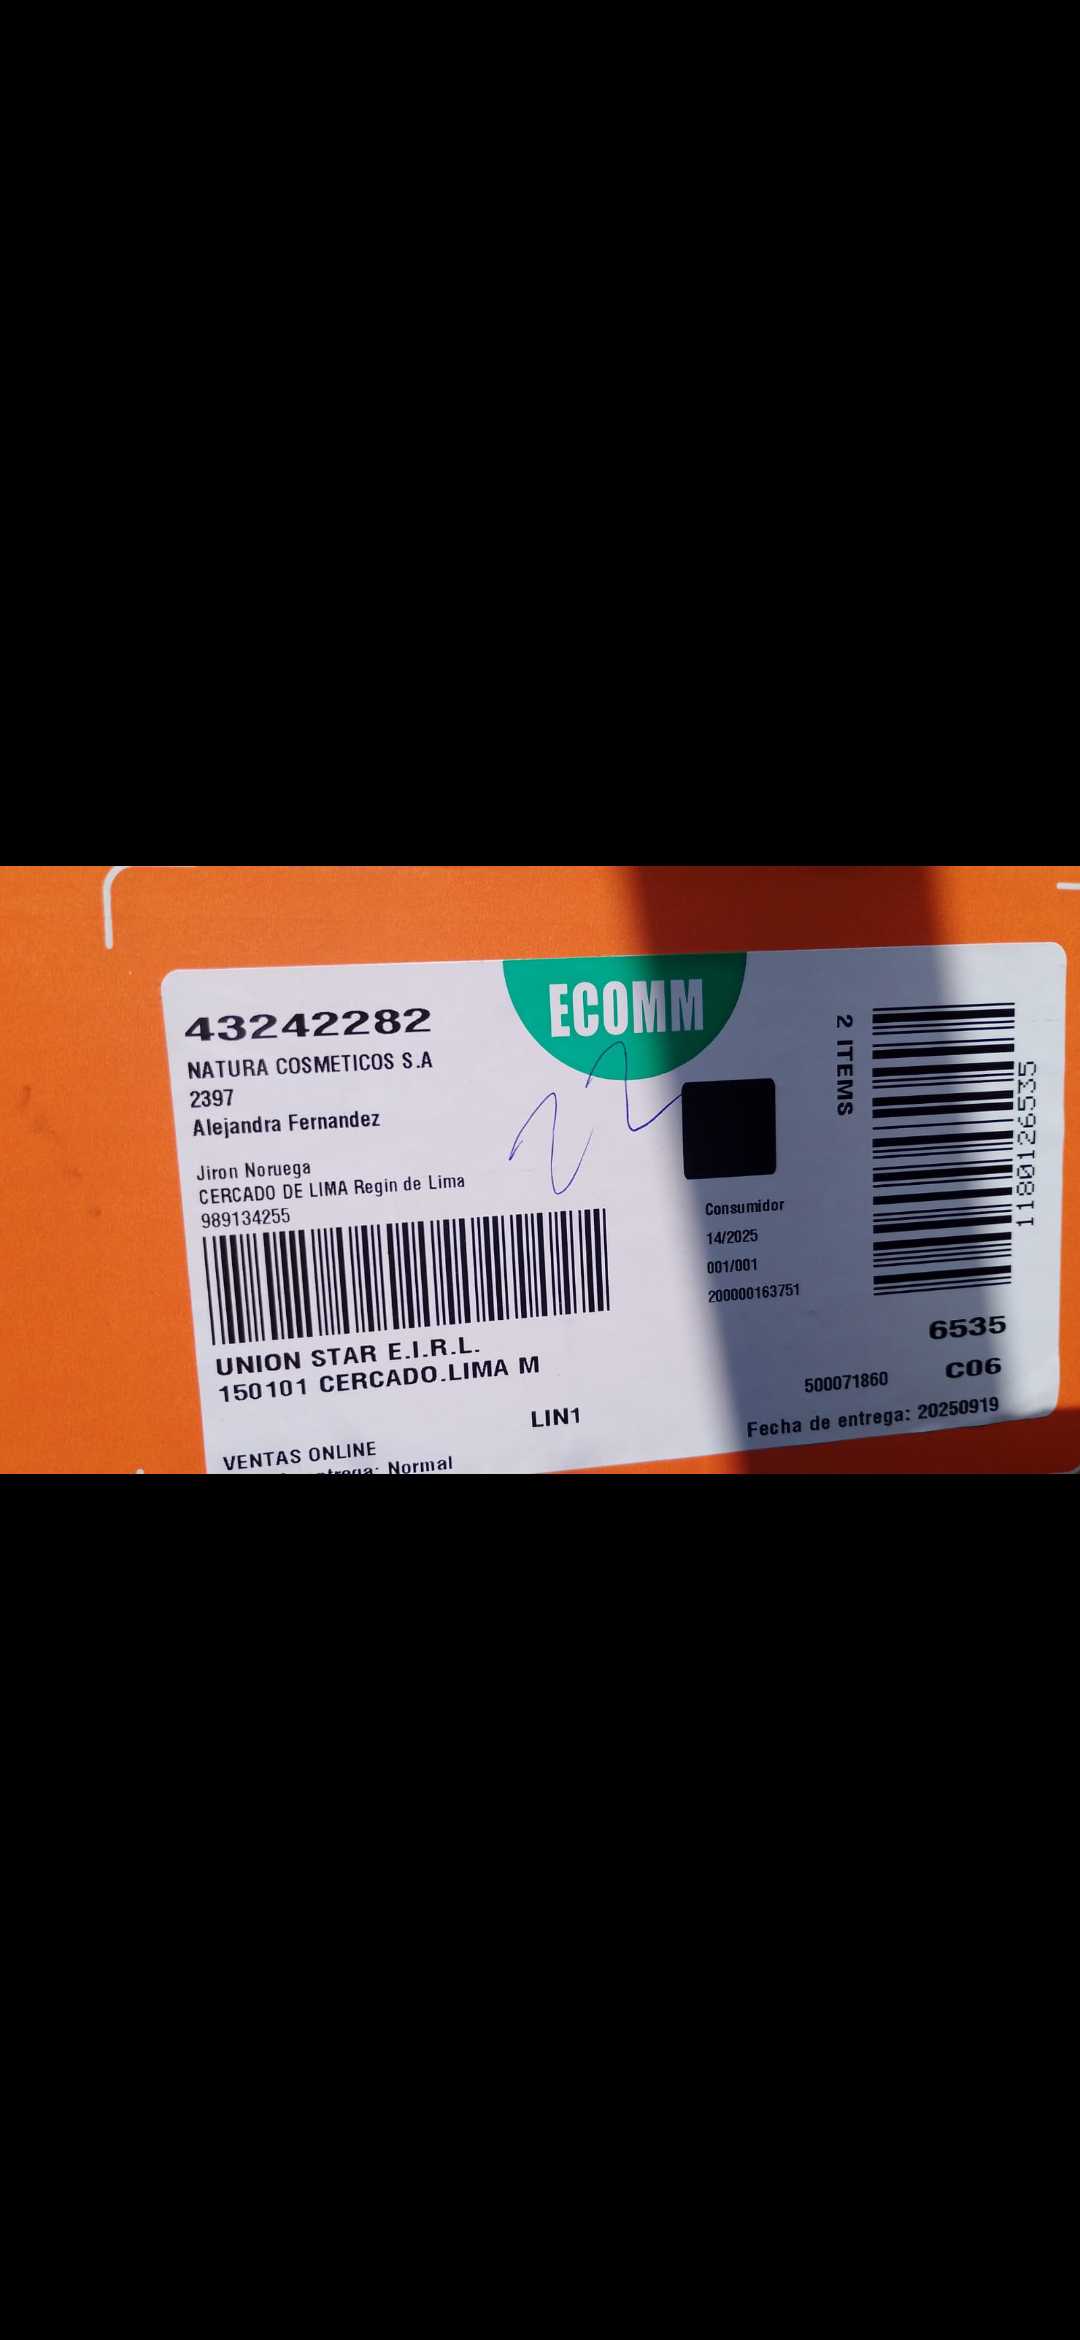 ECOMM
43242282
NATURA COSMETICOS S.A
2397
Alejandra Fernandez
Jiron Noruega
CERCADO DE LIMA Regin de Lima
989134255
UNION STAR E.I.R.L.
150101 CERCADO.LIMA M
LIN1
VENTAS ONLINE
Normal
2 ITEMS
1180126535
Consumidor
14/2025
001/001
200000163751
6535
500071860
C06
Fecha de entrega: 20250919